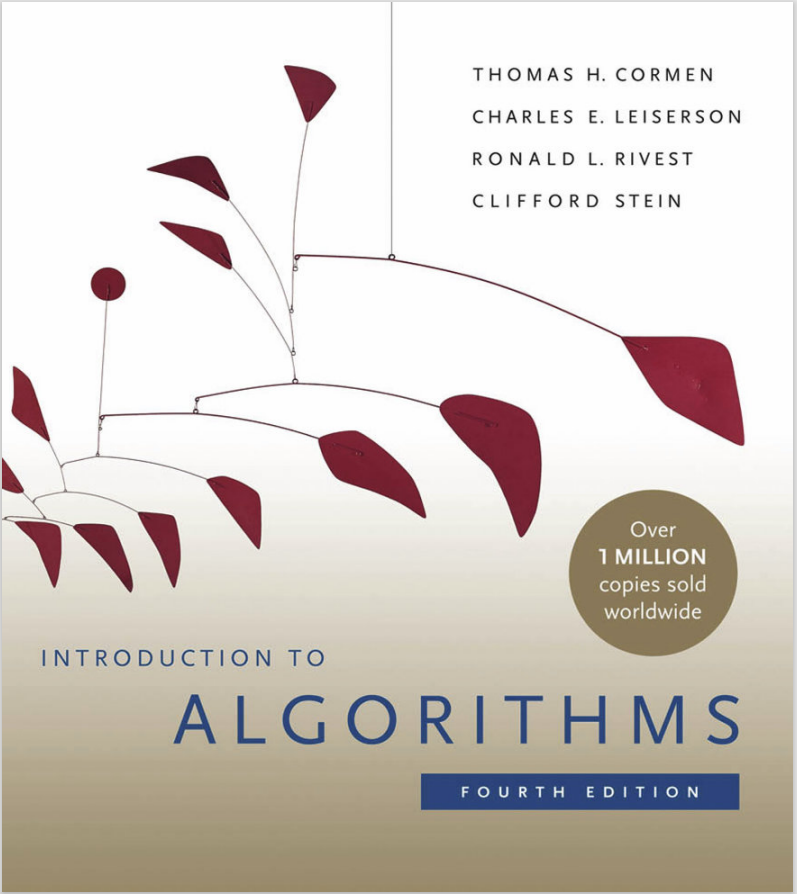 THOMAS H. CORMEN
CHARLES E. LEISERSON
RONALD L. RIVEST
CLIFFORD STEIN
Over
1 MILLION
copies sold
worldwide
INTRODUCTION TO
ALGORITHMS
FOURTH EDITION